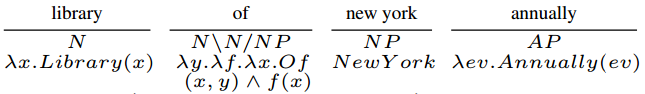 library of new york annually
N N\N/NP NP AP
λx.Library(x) λy.λf.λx.Of NewYork λev.Annually(ev)
(x, y) ∧ f(x)